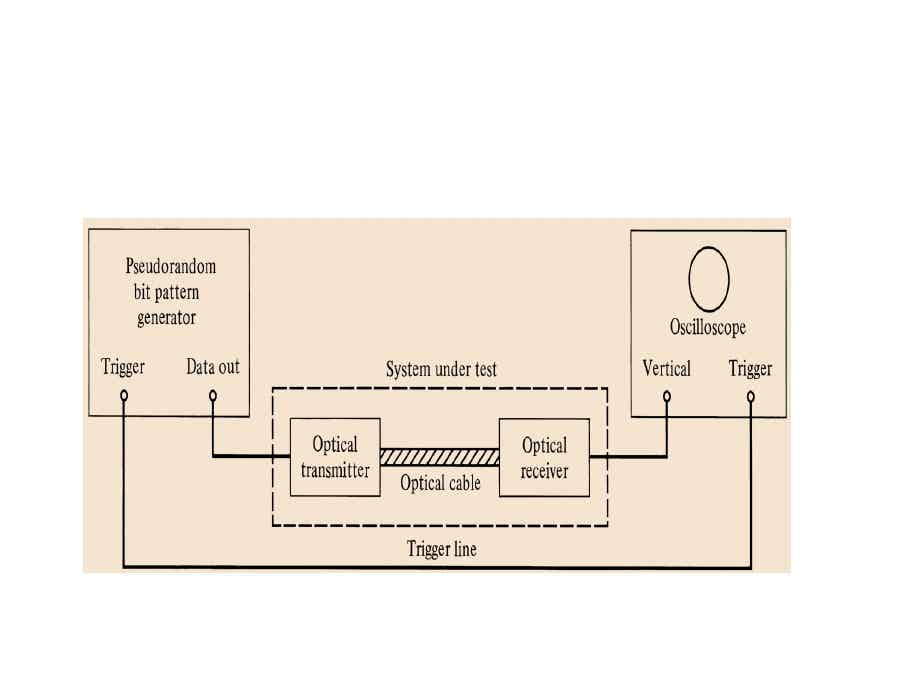 Pseudorandom
bit pattern
generator
Trigger
Data out
System under test
Optical
transmitter
Optical cable
Optical
receiver
Oscilloscope
Vertical
Trigger
Trigger line